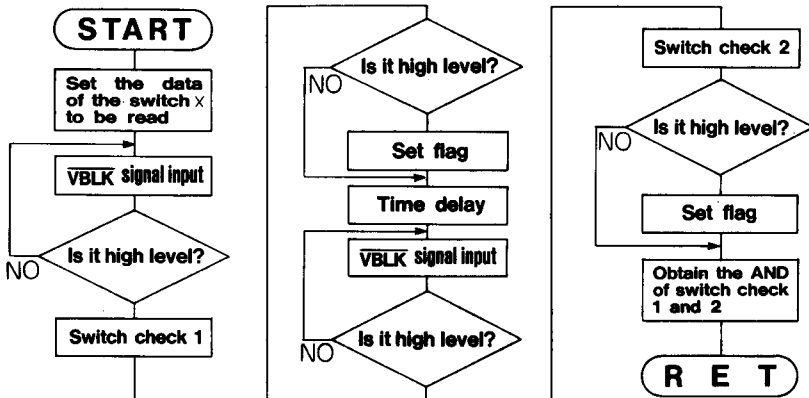 START
Set the data
of the switch X
to be read
VBLK signal input
Is it high level?
NO
Switch check 1
Is it high level?
NO
Set flag
Time delay
VBLK signal input
Is it high level?
NO
Switch check 2
Is it high level?
NO
Set flag
Obtain the AND
of switch check
1 and 2
RET